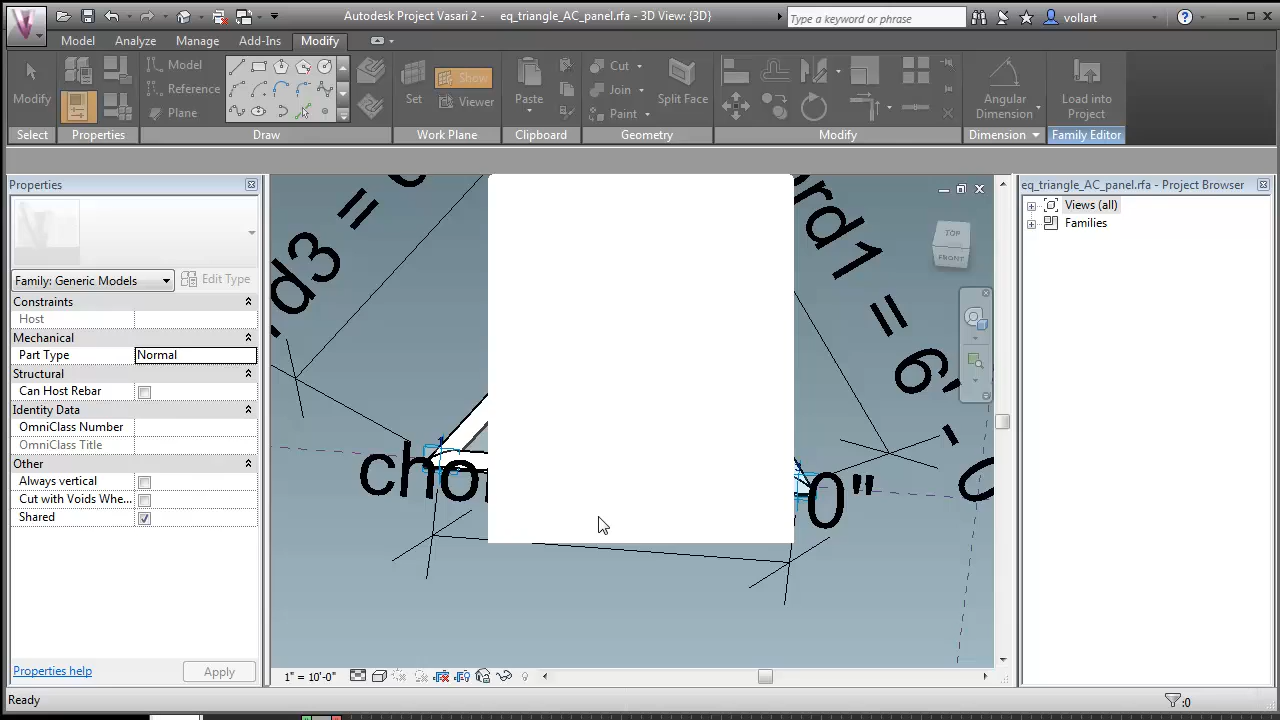 Autodesk Project Vasari 2 - eq_triangle_AC_panel.rfa - 3D View: {3D}
Type a keyword or phrase
vollart
Model Analyze Manage Add-Ins Modify
Modify
Model
Reference
Plane
Set
Show
Viewer
Paste
Cut
Join
Paint
Split Face
Angular Dimension
Load into Project
Select Properties Draw Work Plane Clipboard Geometry Modify Dimension Family Editor
Properties
Family: Generic Models
Edit Type
Constraints
Host
Mechanical
Part Type Normal
Structural
Can Host Rebar
Identity Data
OmniClass Number
OmniClass Title
Other
Always vertical
Cut with Voids Whe...
Shared
Properties help
Apply
rd1 = 6' - 0
0"
TOP
FRONT
1" = 10'-0"
eq_triangle_AC_panel.rfa - Project Browser
Views (all)
Families
Ready
:0